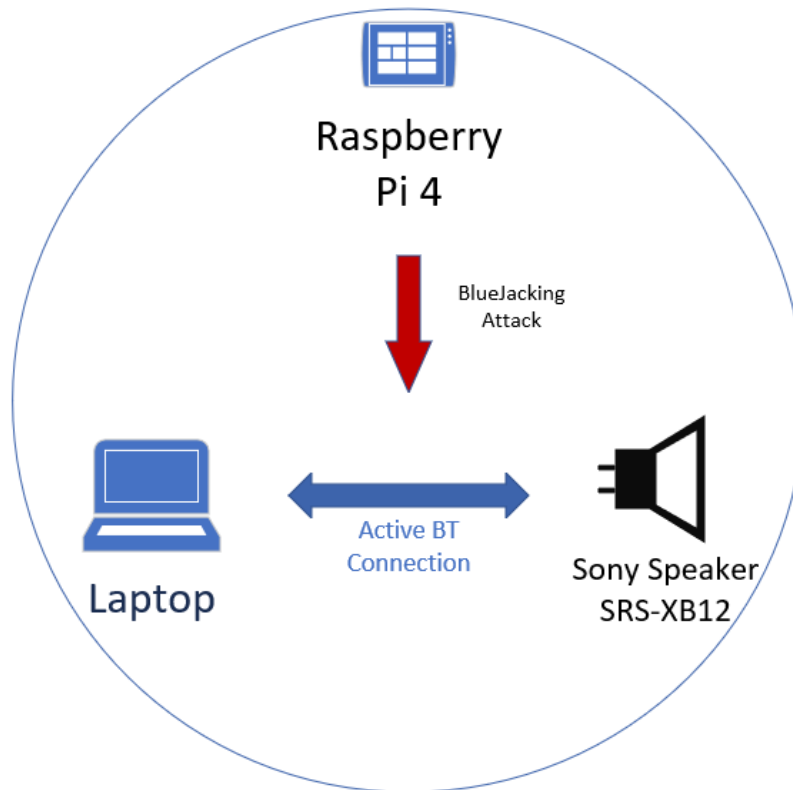 Raspberry
Pi 4
BlueJacking
Attack
Active BT
Connection
Laptop
Sony Speaker
SRS-XB12